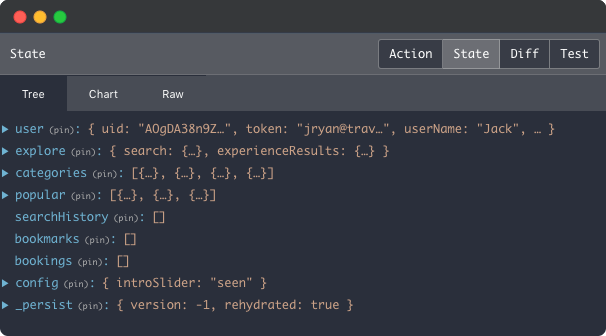 State Action State Diff Test
Tree Chart Raw
user (pin): { uid: "AOgDA38n9Z…", token: "jryan@trav…", userName: "Jack", … }
explore (pin): { search: {…}, experienceResults: {…} }
categories (pin): [{…}, {…}, {…}, {…}]
popular (pin): [{…}, {…}, {…}]
searchHistory (pin): []
bookmarks (pin): []
bookings (pin): []
config (pin): { introSlider: "seen" }
_persist (pin): { version: -1, rehydrated: true }